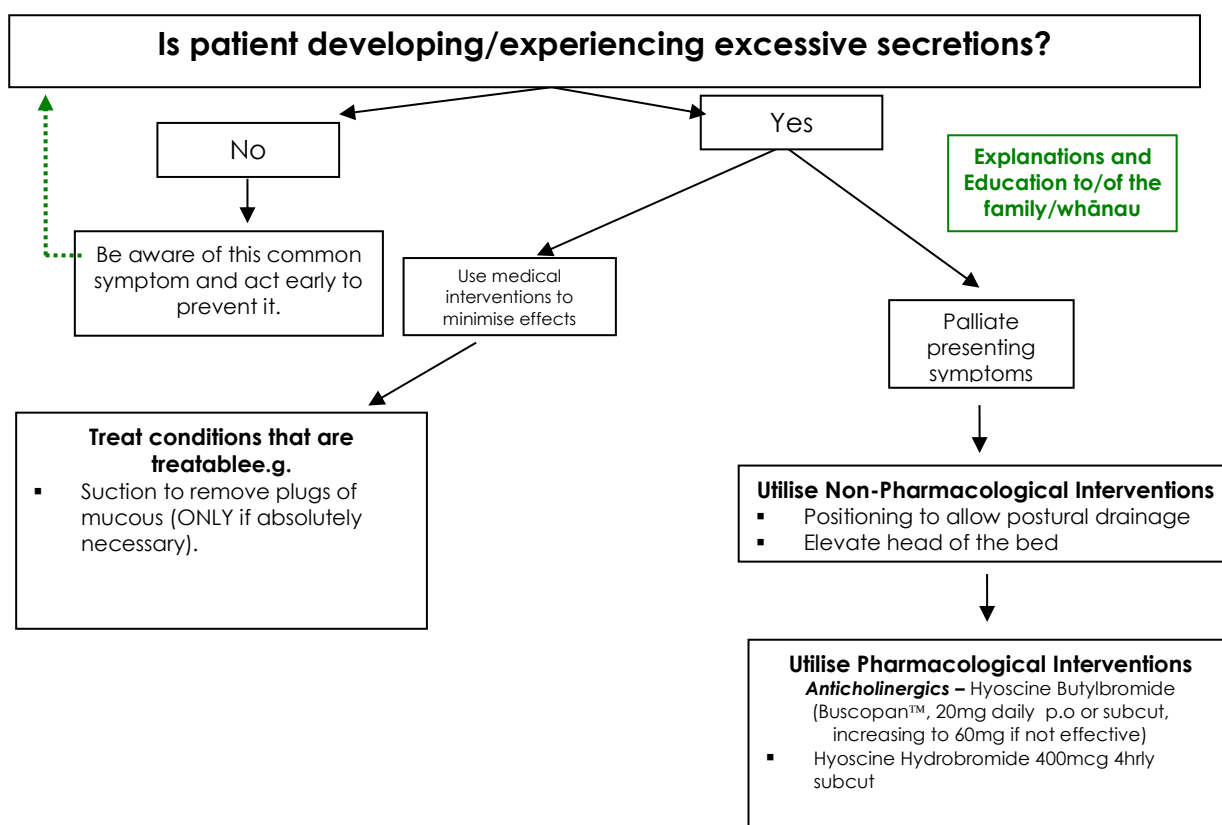 Is patient developing/experiencing excessive secretions?
No
Yes
Explanations and
Education to/of the
family/whānau
Be aware of this common
symptom and act early to
prevent it.
Use medical
interventions to
minimise effects
Palliate
presenting
symptoms
Treat conditions that are
treatablee.g.
▪ Suction to remove plugs of
mucous (ONLY if absolutely
necessary).
Utilise Non-Pharmacological Interventions
▪ Positioning to allow postural drainage
▪ Elevate head of the bed
Utilise Pharmacological Interventions
Anticholinergics – Hyoscine Butylbromide
(Buscopan™, 20mg daily p.o or subcut,
increasing to 60mg if not effective)
▪ Hyoscine Hydrobromide 400mcg 4hrly
subcut